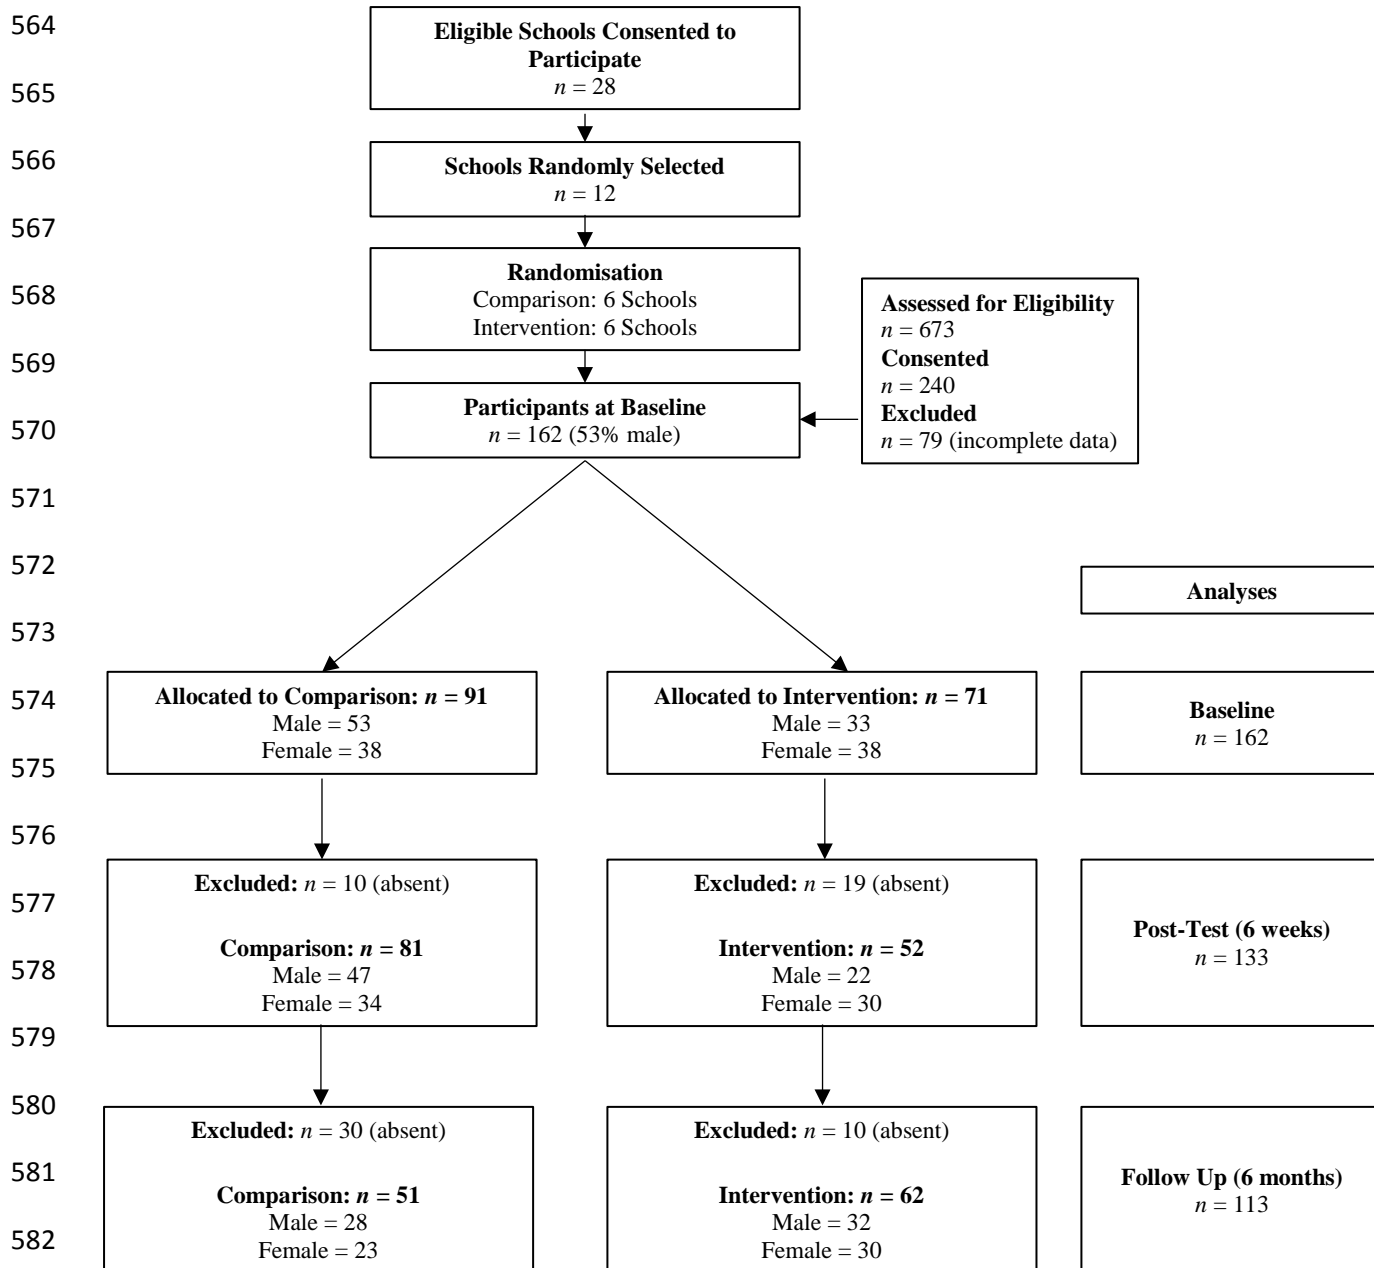 564
Eligible Schools Consented to
Participate
n = 28
565
566
Schools Randomly Selected
n = 12
567
Randomisation
Comparison: 6 Schools
Intervention: 6 Schools
568
Assessed for Eligibility
n = 673
Consented
n = 240
Excluded
n = 79 (incomplete data)
569
Participants at Baseline
n = 162 (53% male)
570
571
572
Analyses
573
574
Allocated to Comparison: n = 91
Male = 53
Female = 38
Allocated to Intervention: n = 71
Male = 33
Female = 38
Baseline
n = 162
575
576
577
Excluded: n = 10 (absent)
Comparison: n = 81
Male = 47
Female = 34
Excluded: n = 19 (absent)
Intervention: n = 52
Male = 22
Female = 30
Post-Test (6 weeks)
n = 133
578
579
580
Excluded: n = 30 (absent)
Comparison: n = 51
Male = 28
Female = 23
Excluded: n = 10 (absent)
Intervention: n = 62
Male = 32
Female = 30
Follow Up (6 months)
n = 113
581
582